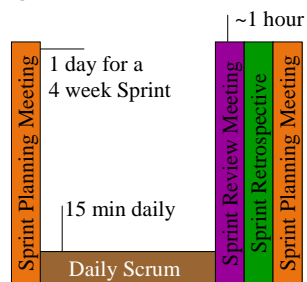 ~1 hour
Sprint Planning Meeting
1 day for a
4 week Sprint
15 min daily
Daily Scrum
Sprint Review Meeting
Sprint Retrospective
Sprint Planning Meeting